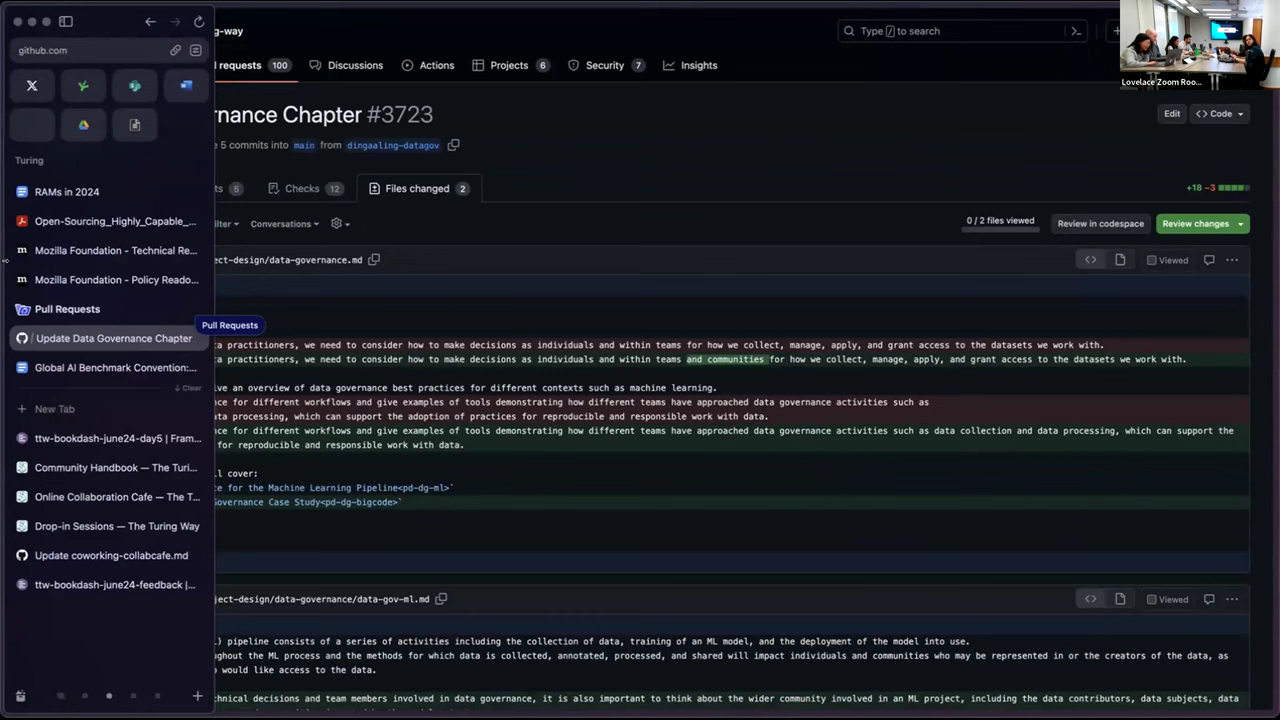 github.com
Turing
RAMs in 2024
Open-Sourcing_Highly_Capable_...
Mozilla Foundation - Technical Re...
Mozilla Foundation - Policy Reado...
Pull Requests
Pull Requests
Update Data Governance Chapter
Global AI Benchmark Convention:...
↓ Clear
+ New Tab
ttw-bookdash-june24-day5 | Fram...
Community Handbook — The Turi...
Online Collaboration Cafe — The T...
Drop-in Sessions — The Turing Way
Update coworking-collabcafe.md
ttw-bookdash-june24-feedback |...
g-way
Type / to search
Lovelace Zoom Roo...
requests 100 Discussions Actions Projects 6 Security 7 Insights
nance Chapter #3723
Edit <> Code
5 commits into main from dingaaling-datagov
ts 5 Checks 12 Files changed 2
+18 −3
ilter Conversations
0 / 2 files viewed
Review in codespace Review changes
ject-design/data-governance.md
Viewed
ta practitioners, we need to consider how to make decisions as individuals and within teams for how we collect, manage, apply, and grant access to the datasets we work with.
ta practitioners, we need to consider how to make decisions as individuals and within teams and communities for how we collect, manage, apply, and grant access to the datasets we work with.
ive an overview of data governance best practices for different contexts such as machine learning.
ce for different workflows and give examples of tools demonstrating how different teams have approached data governance activities such as
ata processing, which can support the adoption of practices for reproducible and responsible work with data.
ce for different workflows and give examples of tools demonstrating how different teams have approached data governance activities such as data collection and data processing, which can support the
for reproducible and responsible work with data.
ll cover:
ce for the Machine Learning Pipeline<pd-dg-ml>`
Governance Case Study<pd-dg-bigcode>`
ject-design/data-governance/data-gov-ml.md
Viewed
) pipeline consists of a series of activities including the collection of data, training of an ML model, and the deployment of the model into use.
oughout the ML process and the methods for which data is collected, annotated, processed, and shared will impact individuals and communities who may be represented in or the creators of the data, as
o would like access to the data.
chnical decisions and team members involved in data governance, it is also important to think about the wider community involved in an ML project, including the data contributors, data subjects, data